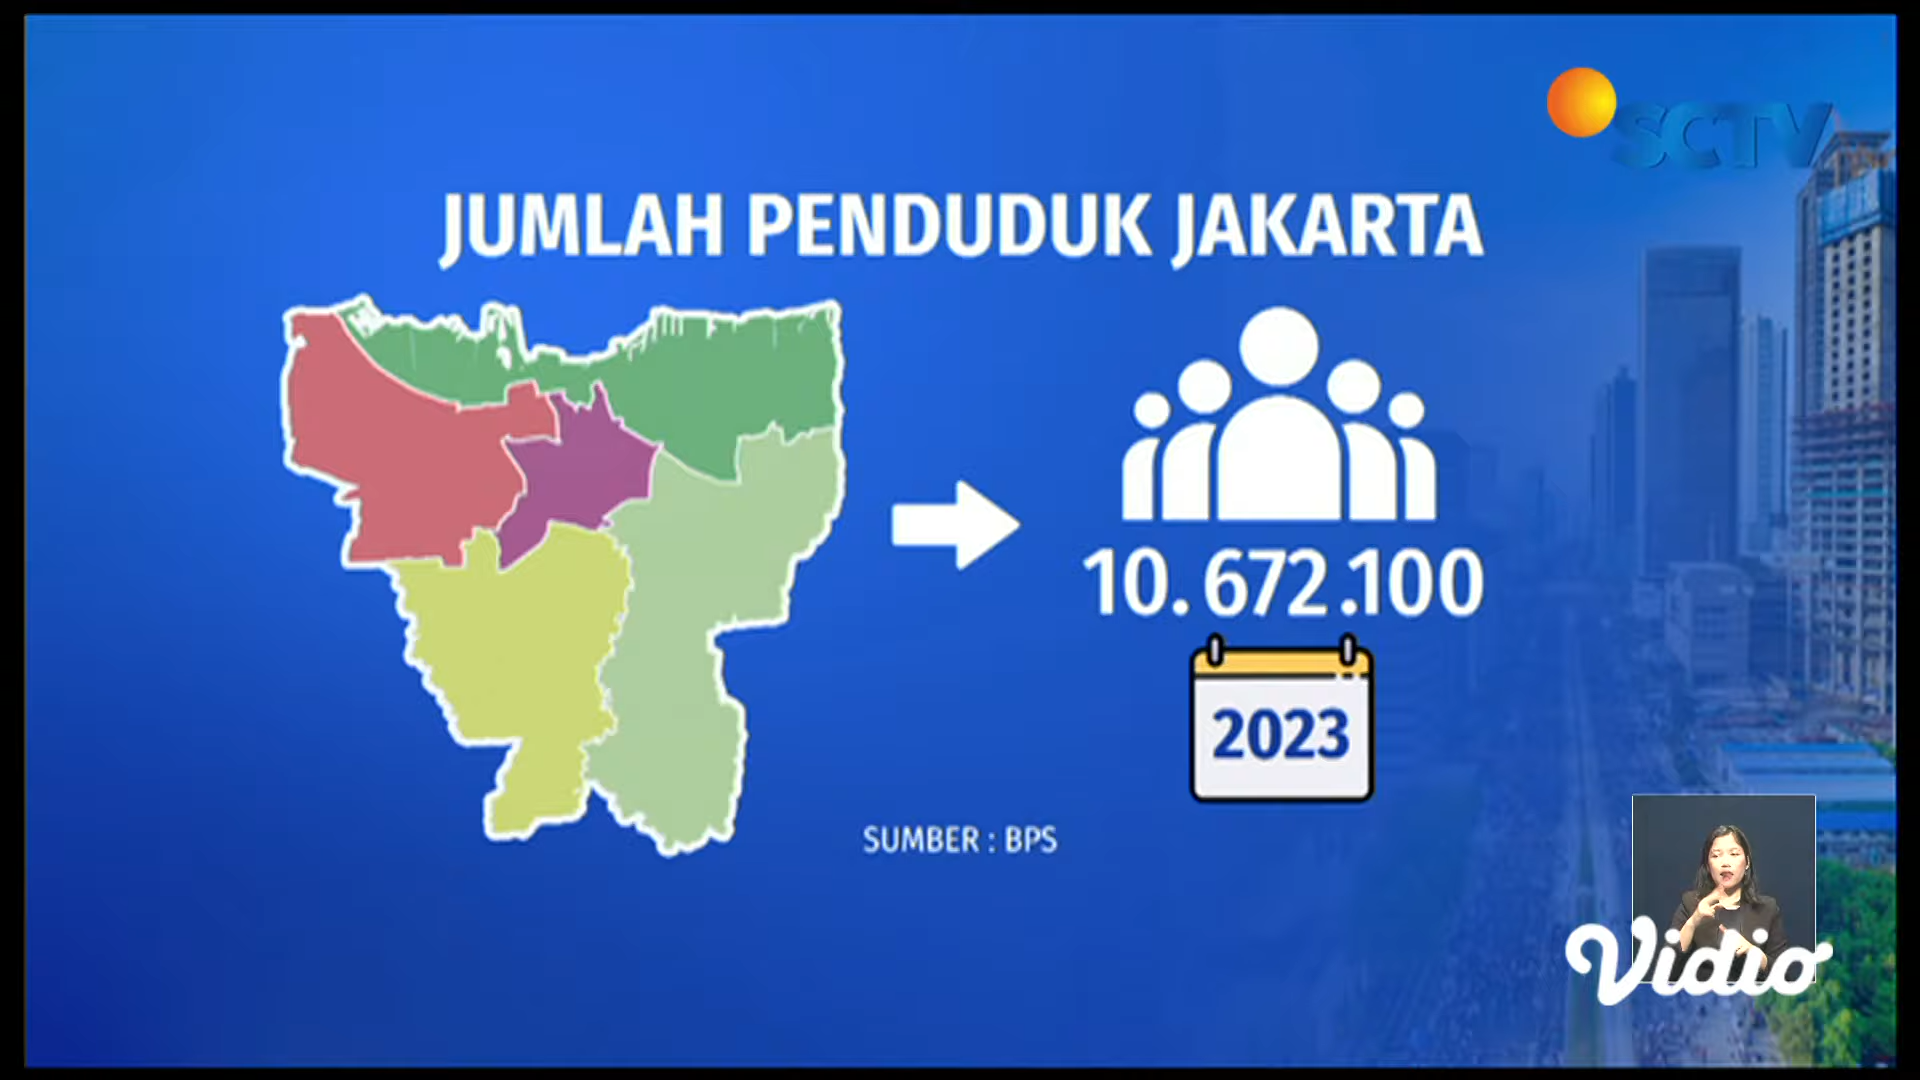 SCTV
JUMLAH PENDUDUK JAKARTA
10.672.100
2023
SUMBER : BPS
Vidio